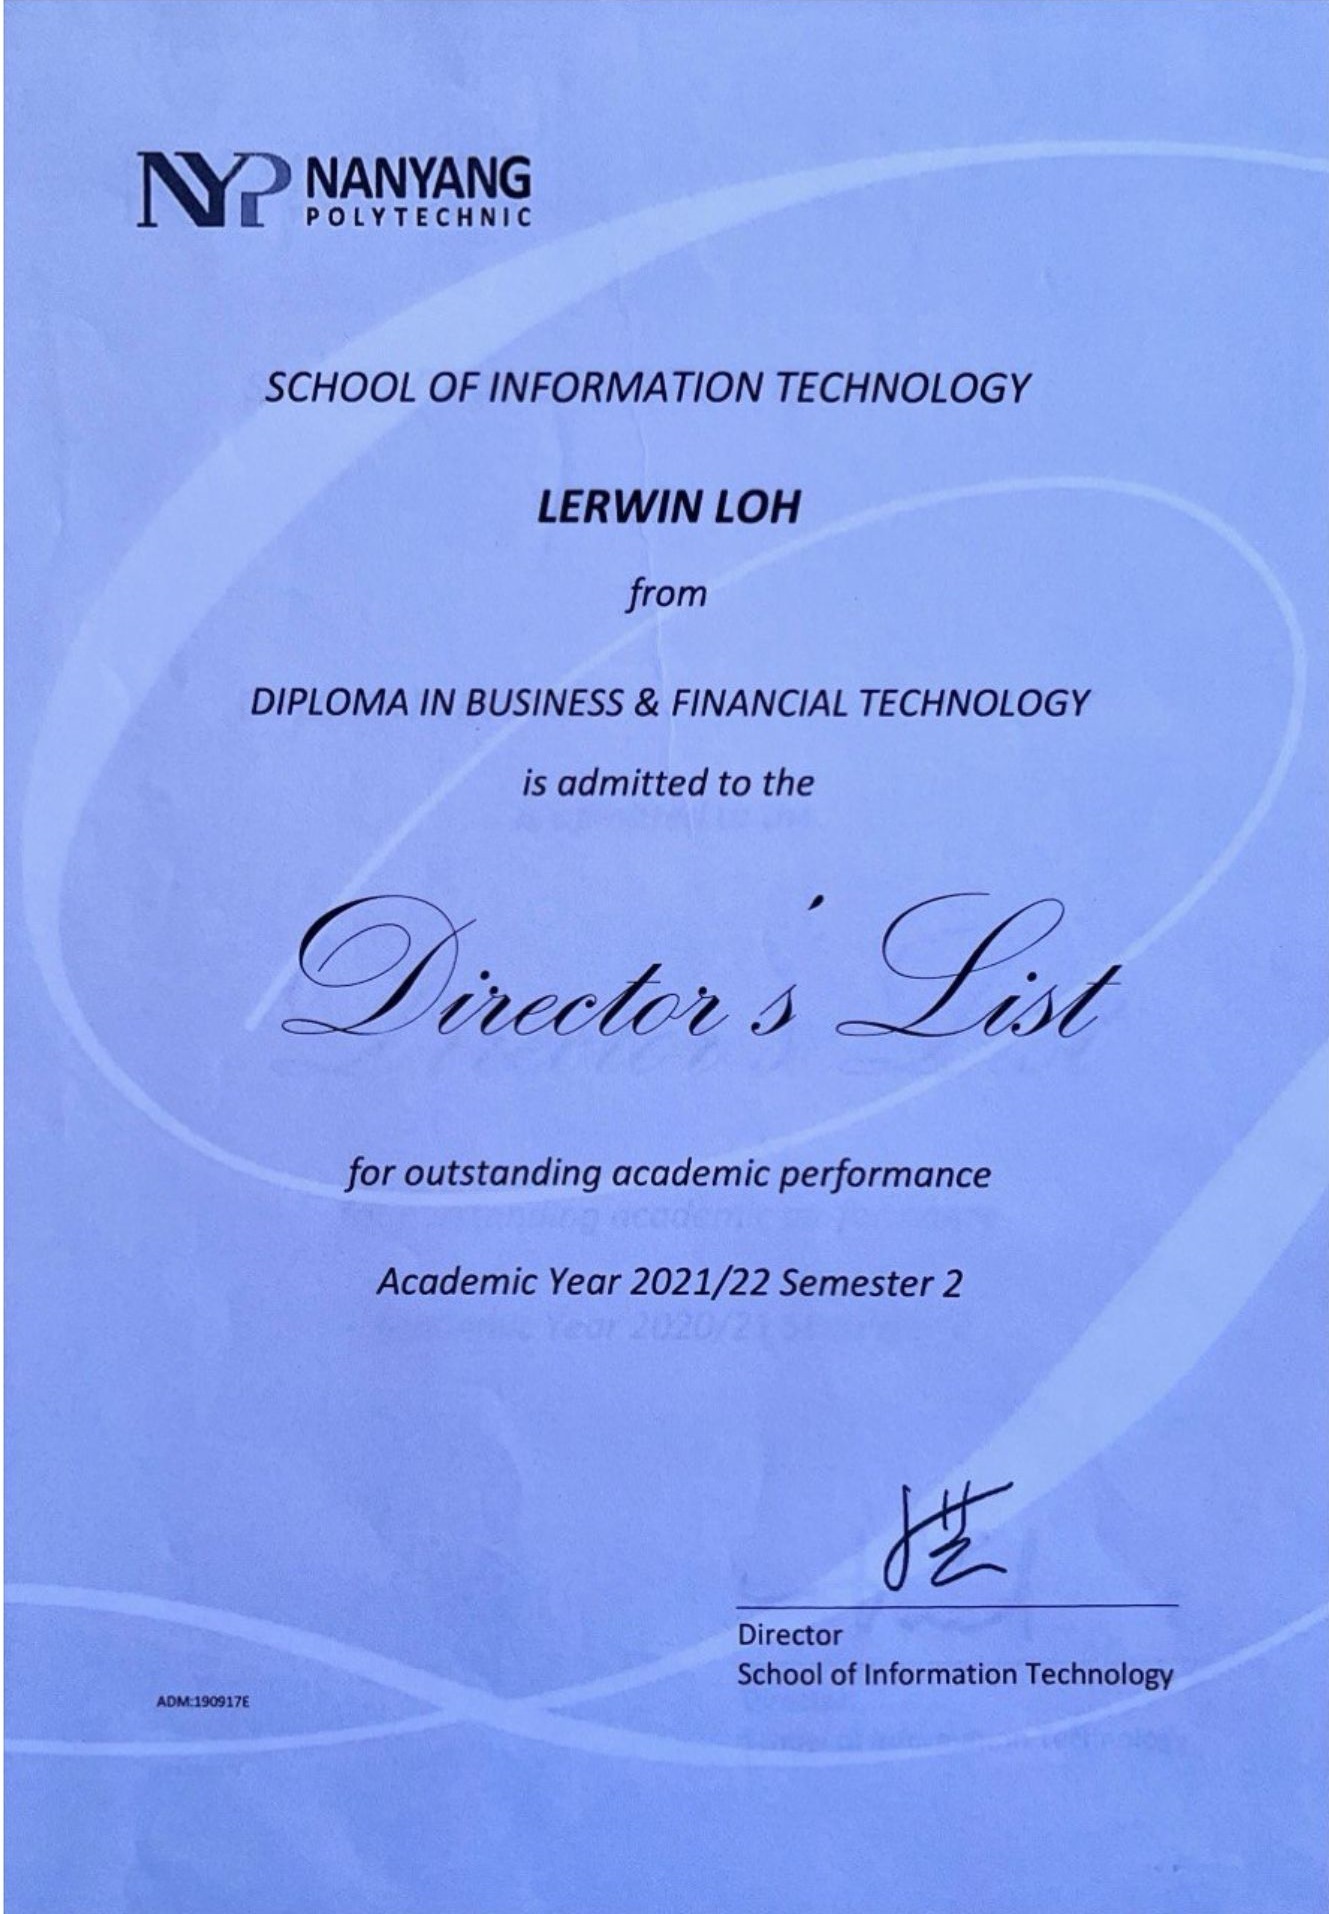 NYP NANYANG
POLYTECHNIC
SCHOOL OF INFORMATION TECHNOLOGY
LERWIN LOH
from
DIPLOMA IN BUSINESS & FINANCIAL TECHNOLOGY
is admitted to the
Director's List
for outstanding academic performance
Academic Year 2021/22 Semester 2
Director
School of Information Technology
ADM:190917E